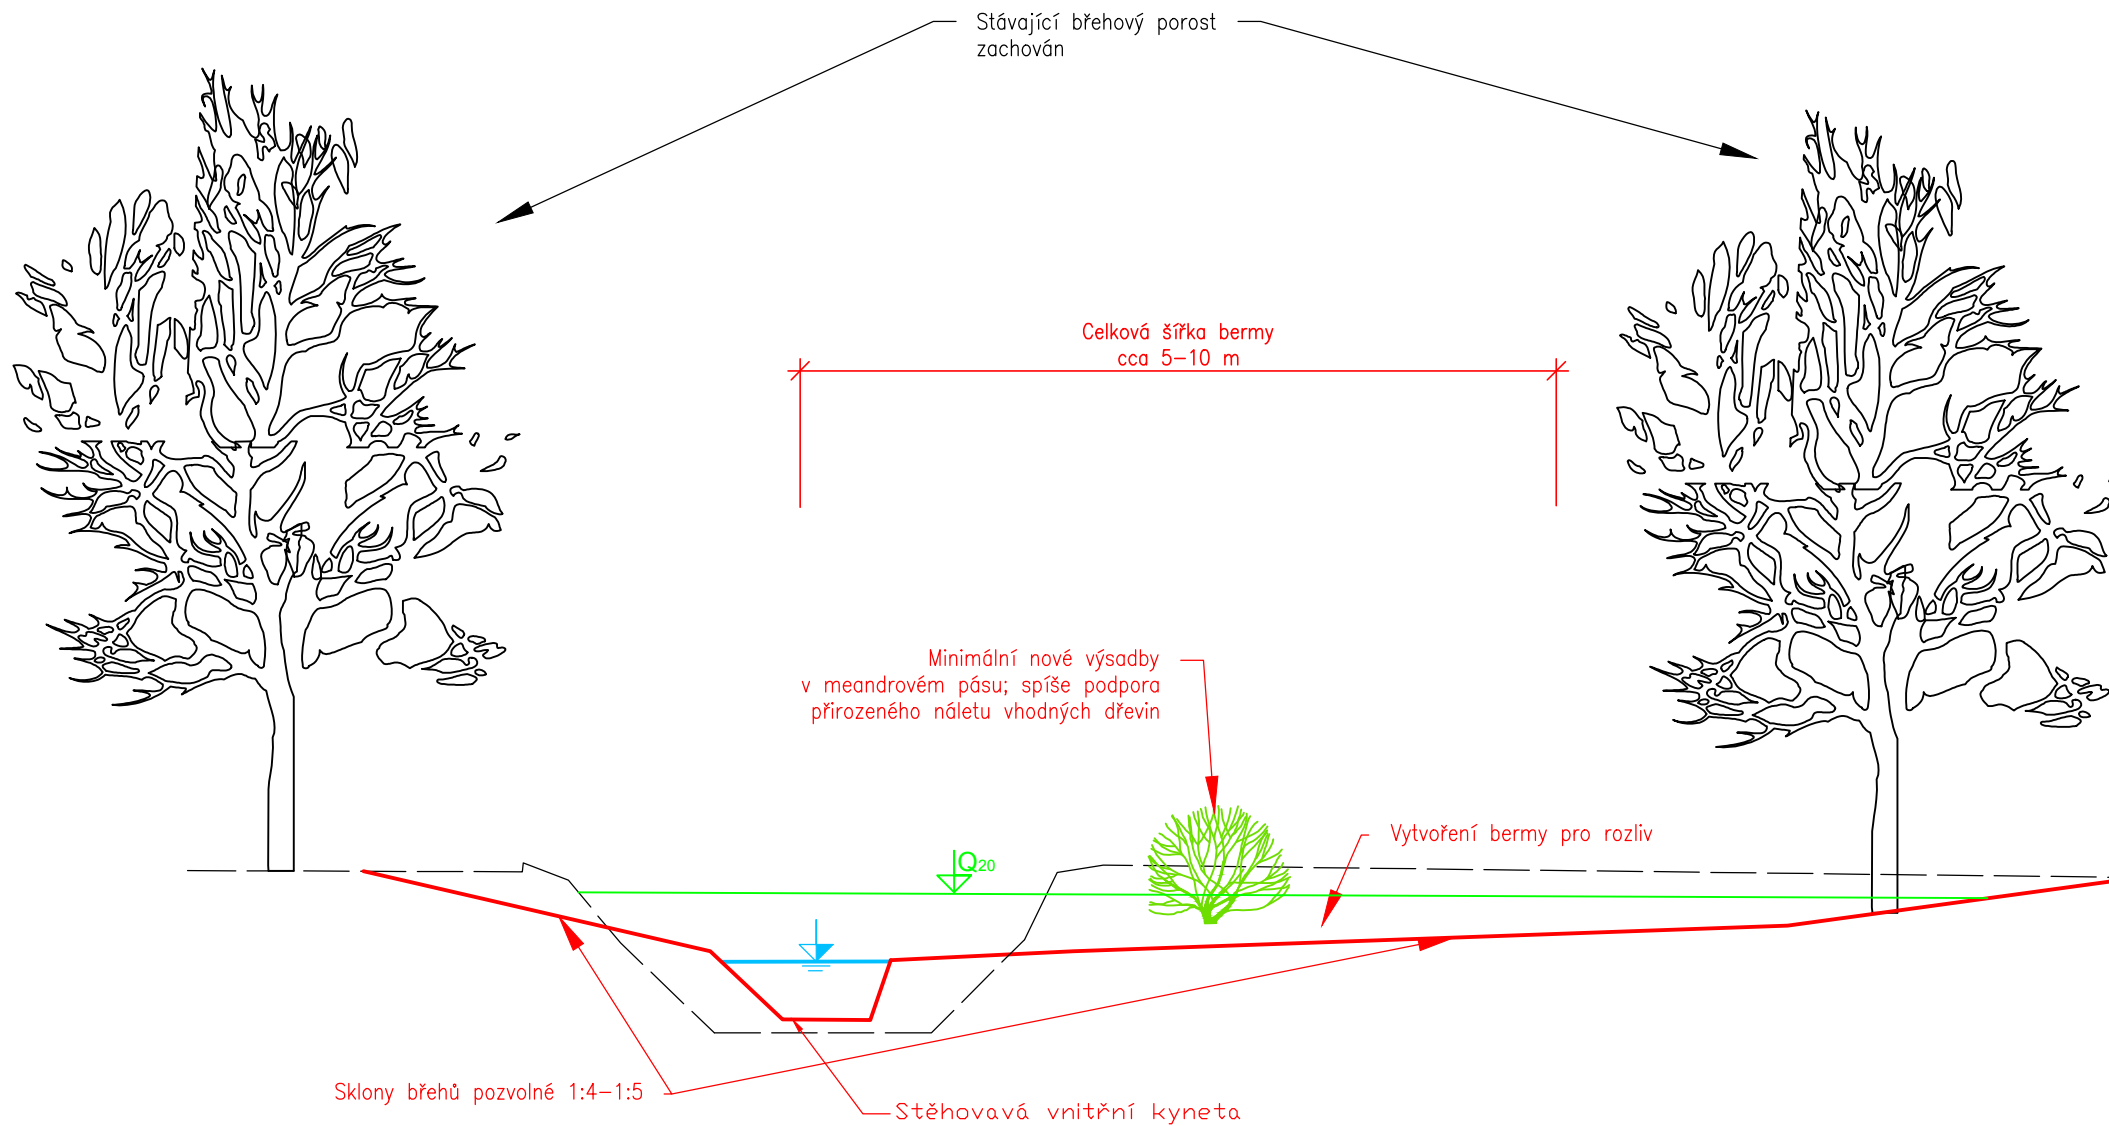 Stávající břehový porost
zachován
Celková šířka bermy
cca 5–10 m
Minimální nové výsadby
v meandrovém pásu; spíše podpora
přirozeného náletu vhodných dřevin
Vytvoření bermy pro rozliv
Q20
Sklony břehů pozvolné 1:4–1:5
Stěhovavá vnitřní kyneta